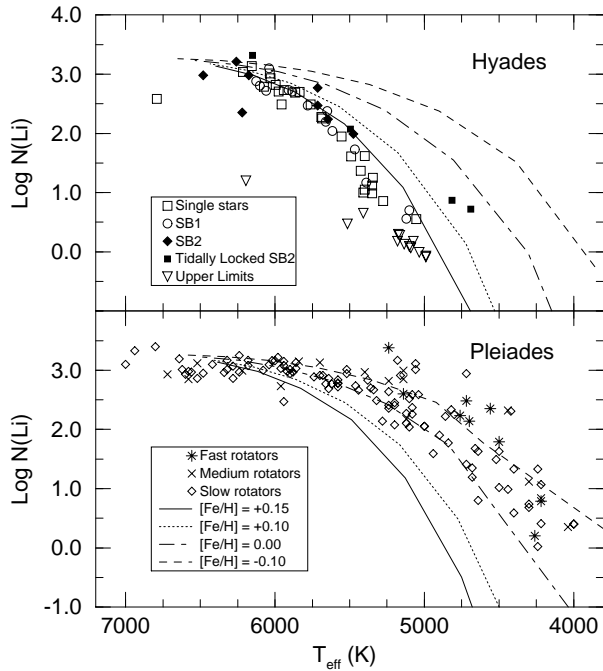 Hyades
4.0
3.0
2.0
1.0
0.0
Log N(Li)
Single stars
SB1
SB2
Tidally Locked SB2
Upper Limits
Pleiades
3.0
2.0
1.0
0.0
-1.0
Log N(Li)
Fast rotators
Medium rotators
Slow rotators
[Fe/H] = +0.15
[Fe/H] = +0.10
[Fe/H] = 0.00
[Fe/H] = -0.10
7000 6000 5000 4000
Teff (K)